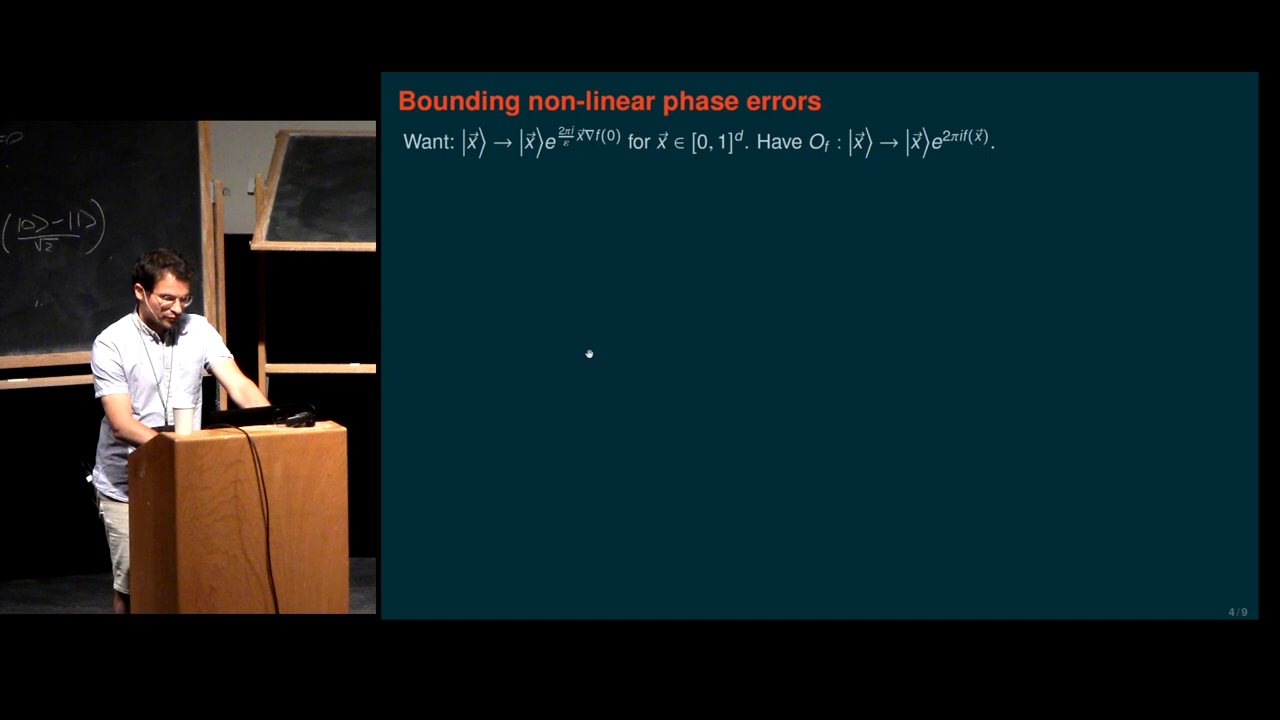 =0
(|0⟩-|1⟩/√2)
Bounding non-linear phase errors
Want: |x⃗⟩ → |x⃗⟩e^{2πi/ε x⃗∇f(0)} for x⃗ ∈ [0, 1]^d. Have O_f : |x⃗⟩ → |x⃗⟩e^{2πif(x⃗)}.
4/9